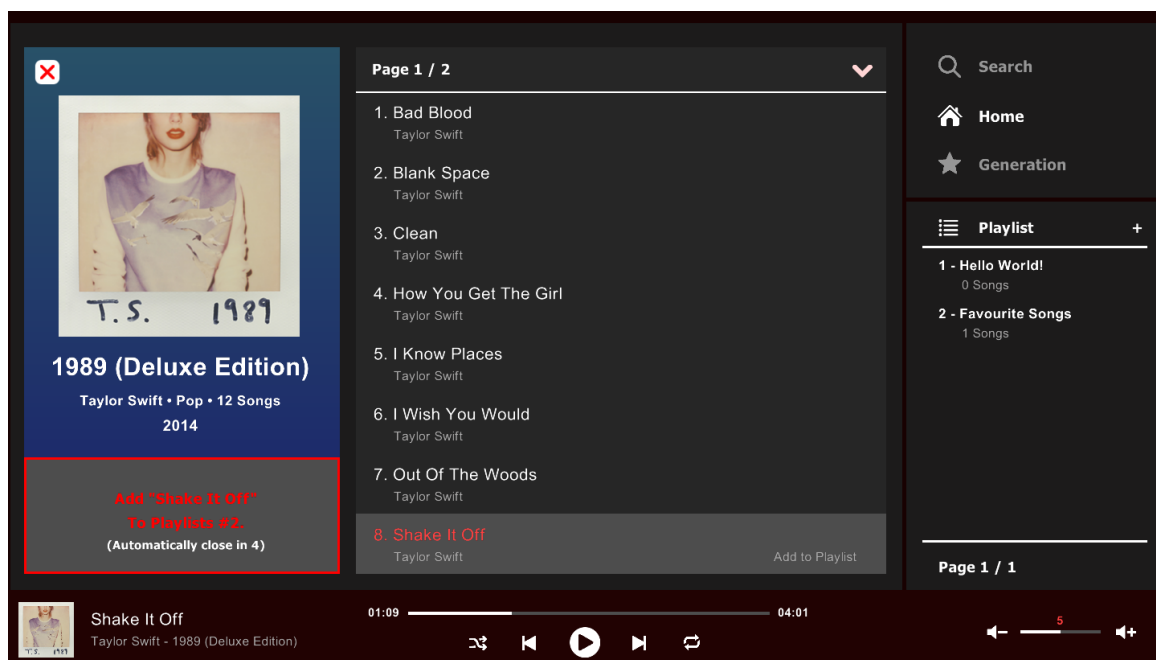 T.S. 1989
1989 (Deluxe Edition)
Taylor Swift • Pop • 12 Songs
2014
Add "Shake It Off"
To Playlists #2.
(Automatically close in 4)
Page 1 / 2
1. Bad Blood
Taylor Swift
2. Blank Space
Taylor Swift
3. Clean
Taylor Swift
4. How You Get The Girl
Taylor Swift
5. I Know Places
Taylor Swift
6. I Wish You Would
Taylor Swift
7. Out Of The Woods
Taylor Swift
8. Shake It Off
Taylor Swift Add to Playlist
Search
Home
Generation
Playlist +
1 - Hello World!
0 Songs
2 - Favourite Songs
1 Songs
Page 1 / 1
T.S. 1989
Shake It Off
Taylor Swift - 1989 (Deluxe Edition)
01:09 04:01
5